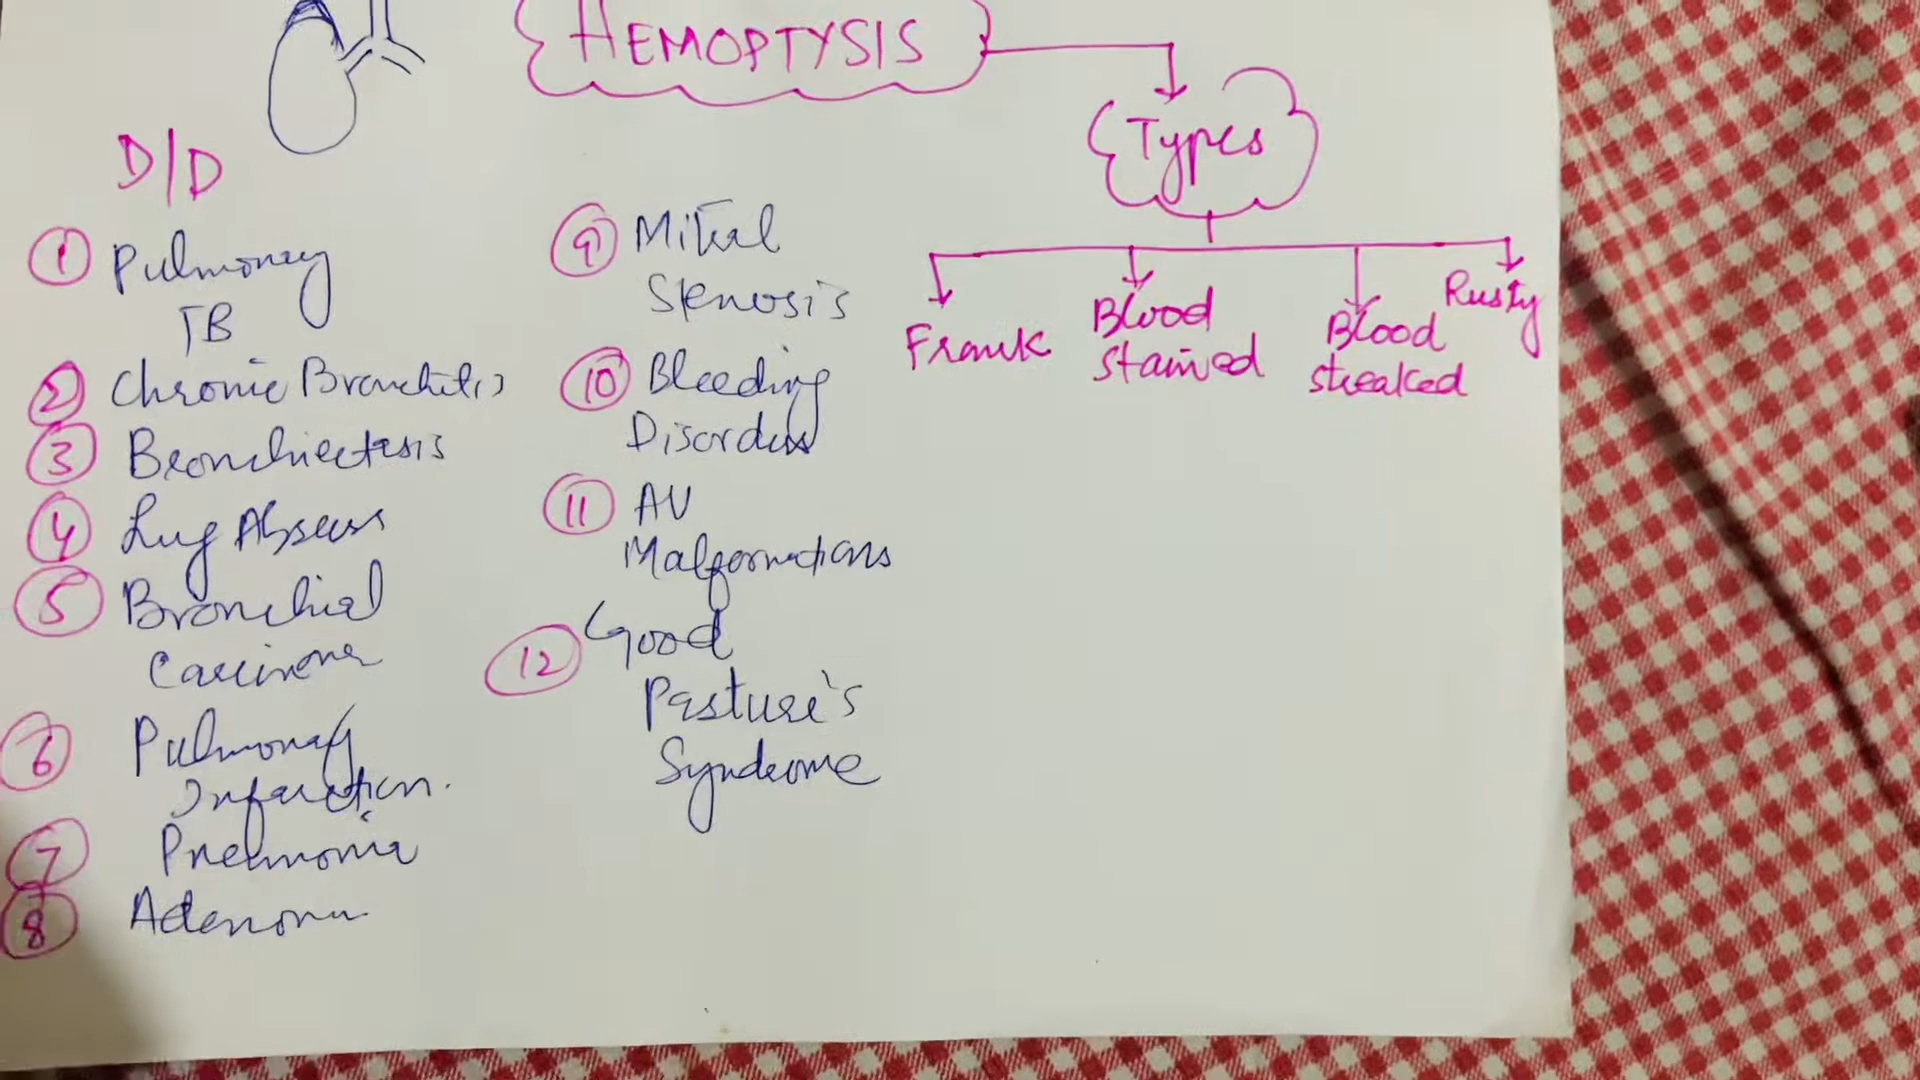 HEMOPTYSIS
Types
Frank
Blood
stained
Blood
streaked
Rusty
D/D
1 Pulmonary
TB
2 Chronic Bronchitis
3 Bronchiectasis
4 Lung Abscess
5 Bronchial
Carcinoma
6 Pulmonary
Infarction.
7 Pneumonia
8 Adenoma
9 Mitral
Stenosis
10 Bleeding
Disorders
11 AV
Malformations
12 Good
Pasture's
Syndrome